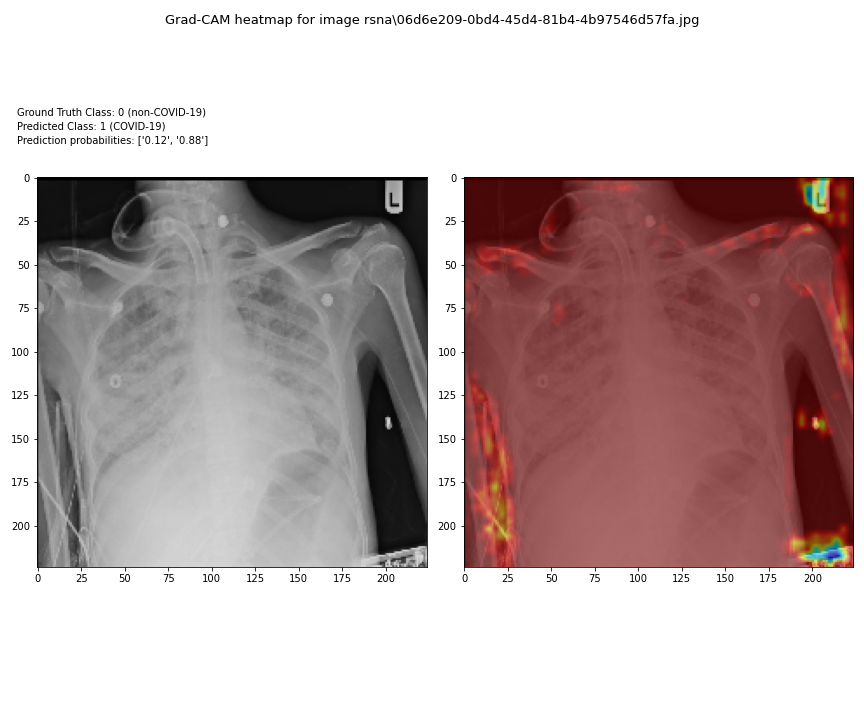 Grad-CAM heatmap for image rsna\06d6e209-0bd4-45d4-81b4-4b97546d57fa.jpg
Ground Truth Class: 0 (non-COVID-19)
Predicted Class: 1 (COVID-19)
Prediction probabilities: ['0.12', '0.88']
0
25
50
75
100
125
150
175
200
0 25 50 75 100 125 150 175 200
L
0
25
50
75
100
125
150
175
200
0 25 50 75 100 125 150 175 200
L